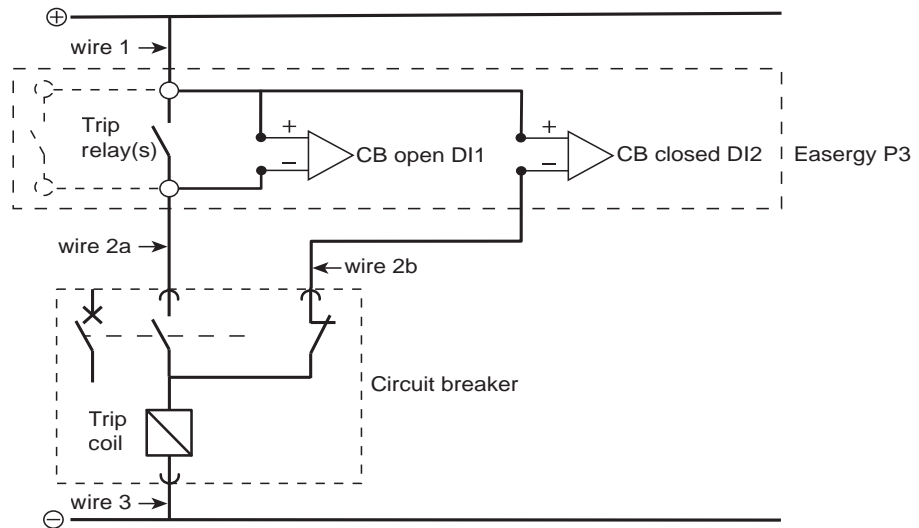 wire 1
Trip
relay(s)
+
−
CB open DI1
+
−
CB closed DI2
Easergy P3
wire 2a
wire 2b
Circuit breaker
Trip
coil
wire 3